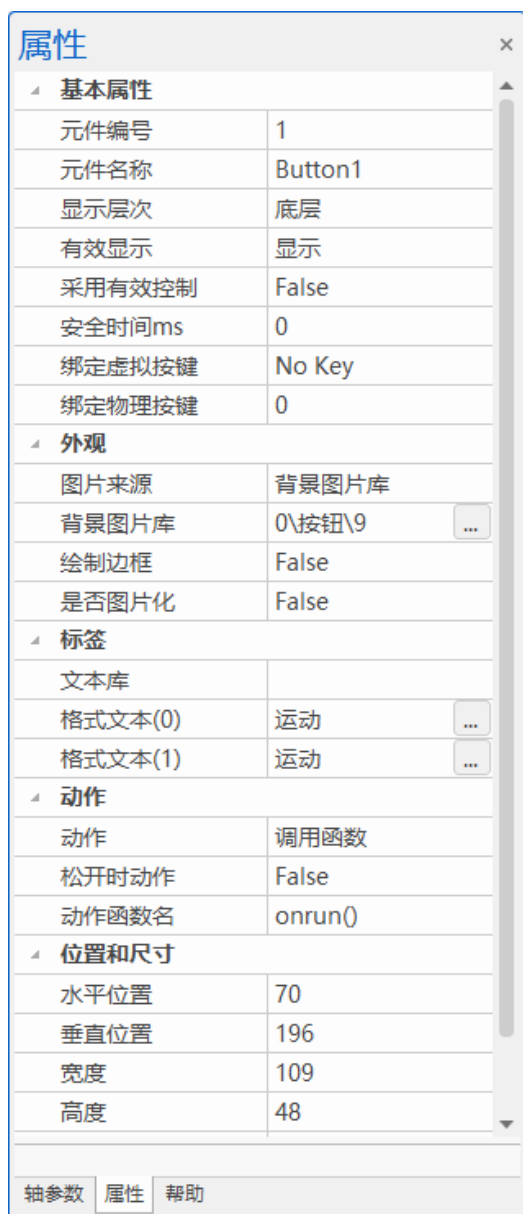 属性
基本属性
元件编号 1
元件名称 Button1
显示层次 底层
有效显示 显示
采用有效控制 False
安全时间ms 0
绑定虚拟按键 No Key
绑定物理按键 0
外观
图片来源 背景图片库
背景图片库 0\按钮\9 ...
绘制边框 False
是否图片化 False
标签
文本库
格式文本(0) 运动 ...
格式文本(1) 运动 ...
动作
动作 调用函数
松开时动作 False
动作函数名 onrun()
位置和尺寸
水平位置 70
垂直位置 196
宽度 109
高度 48
轴参数 属性 帮助